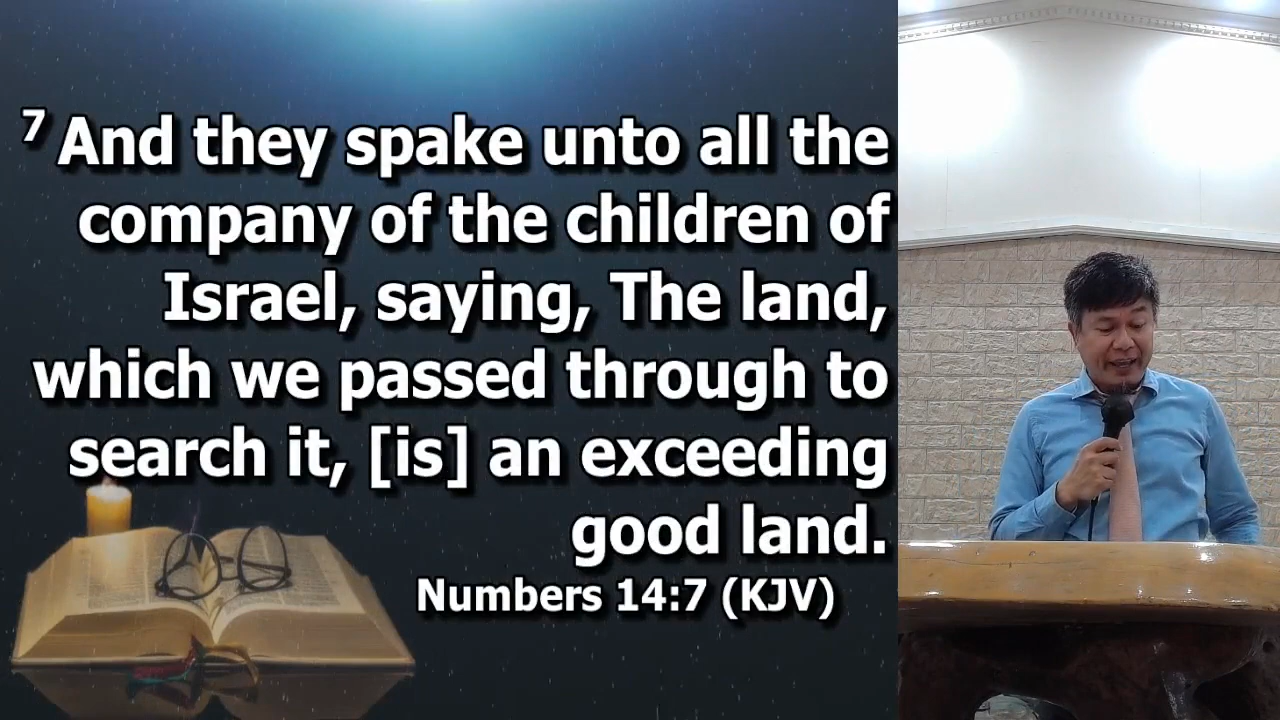 7 And they spake unto all the
company of the children of
Israel, saying, The land,
which we passed through to
search it, [is] an exceeding
good land.
Numbers 14:7 (KJV)